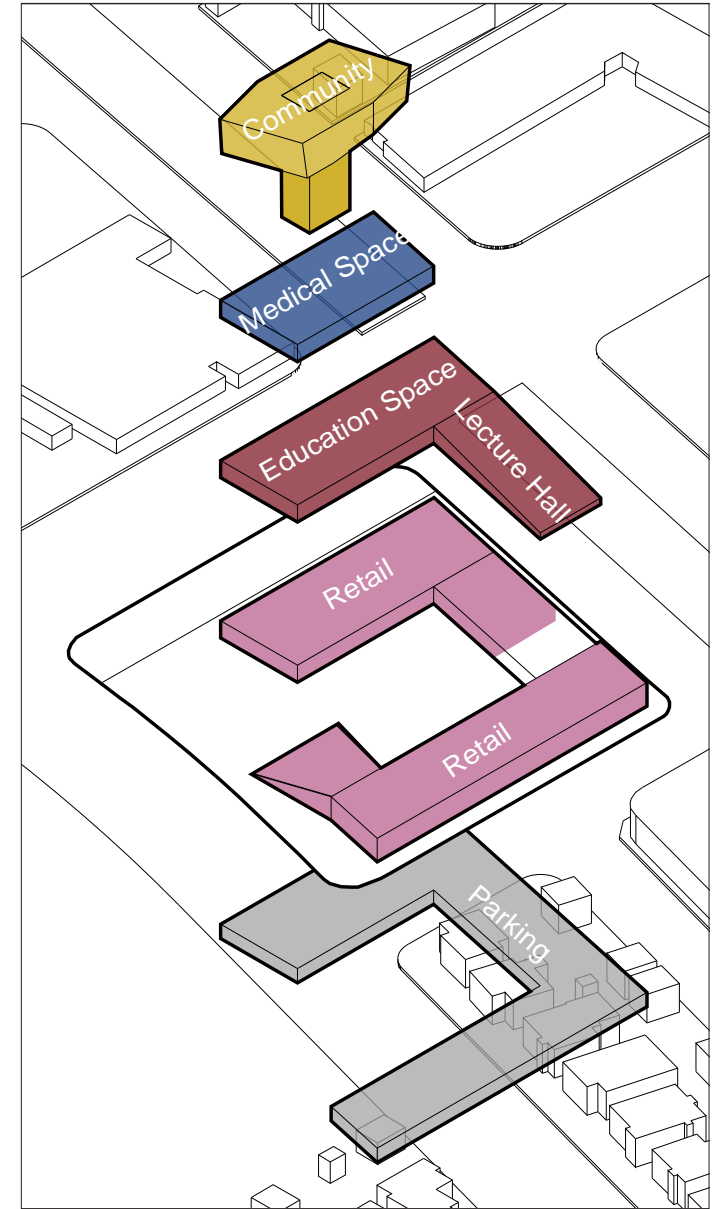 Community
Medical Space
Education Space
Lecture Hall
Retail
Retail
Parking